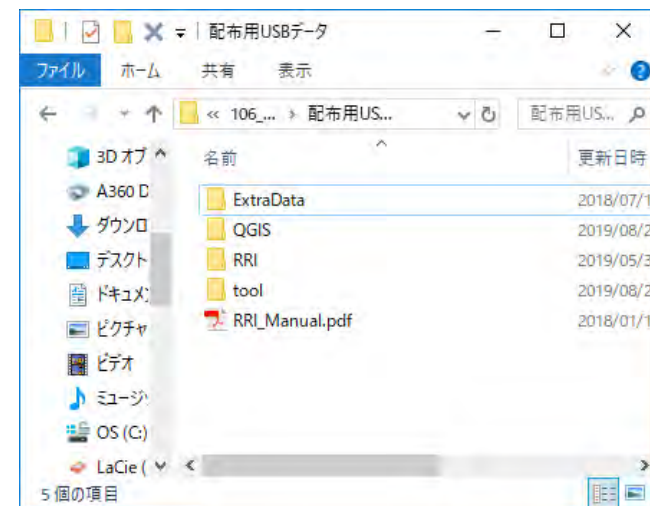 配布用USBデータ
ファイル ホーム 共有 表示
« 106_... › 配布用US... 配布用US...
名前 更新日時
3D オブ
A360 D
ダウンロ
デスクト
ドキュメ
ピクチャ
ビデオ
ミュージ
OS (C:)
LaCie (
ExtraData 2018/07/1
QGIS 2019/08/2
RRI 2019/05/3
tool 2019/08/2
RRI_Manual.pdf 2018/01/1
5 個の項目